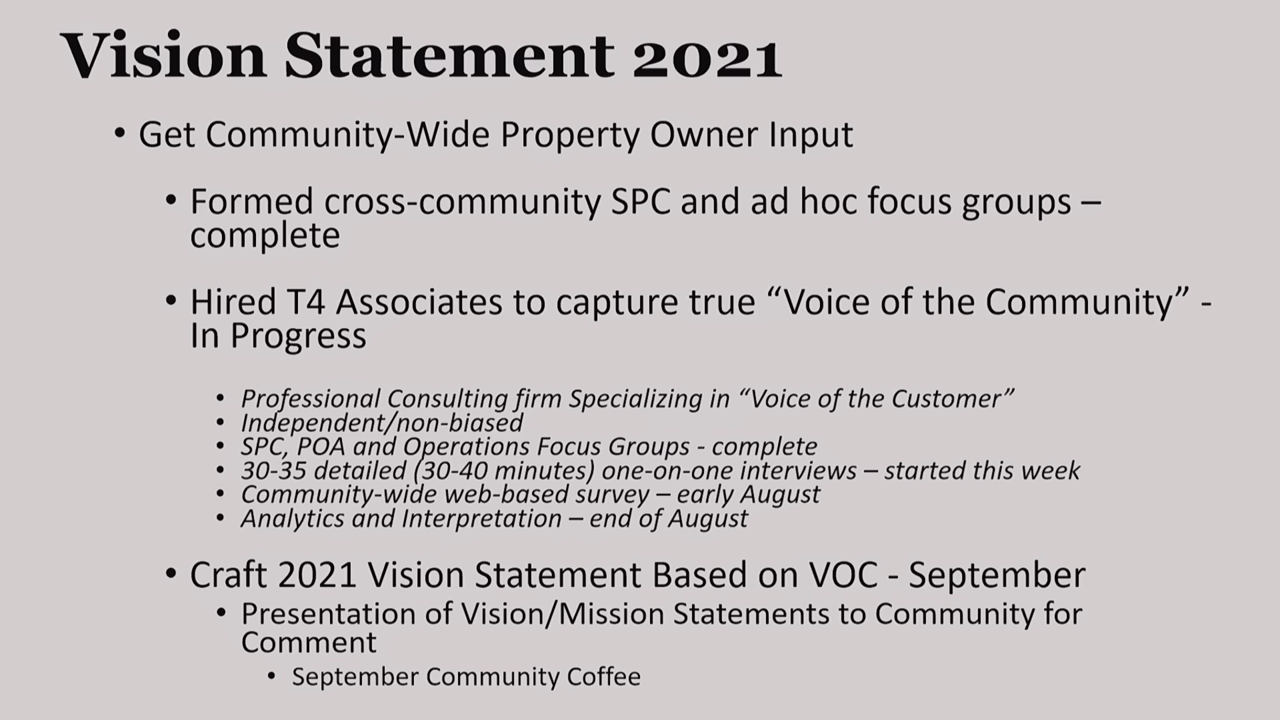 Vision Statement 2021
• Get Community-Wide Property Owner Input
• Formed cross-community SPC and ad hoc focus groups –
complete
• Hired T4 Associates to capture true “Voice of the Community” -
In Progress
• Professional Consulting firm Specializing in “Voice of the Customer”
• Independent/non-biased
• SPC, POA and Operations Focus Groups - complete
• 30-35 detailed (30-40 minutes) one-on-one interviews – started this week
• Community-wide web-based survey – early August
• Analytics and Interpretation – end of August
• Craft 2021 Vision Statement Based on VOC - September
• Presentation of Vision/Mission Statements to Community for
Comment
• September Community Coffee